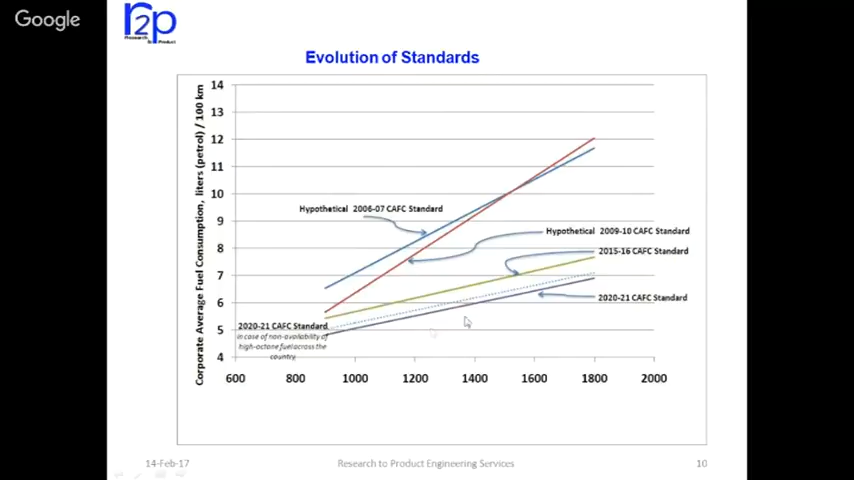 Google
r2p
Research to Product
Evolution of Standards
Corporate Average Fuel Consumption, liters (petrol) / 100 km
14
13
12
11
10
9
8
7
6
5
4
Hypothetical 2006-07 CAFC Standard
Hypothetical 2009-10 CAFC Standard
2015-16 CAFC Standard
2020-21 CAFC Standard
2020-21 CAFC Standard
in case of non-availability of
high-octane fuel across the
country
600 800 1000 1200 1400 1600 1800 2000
14-Feb-17
Research to Product Engineering Services
10